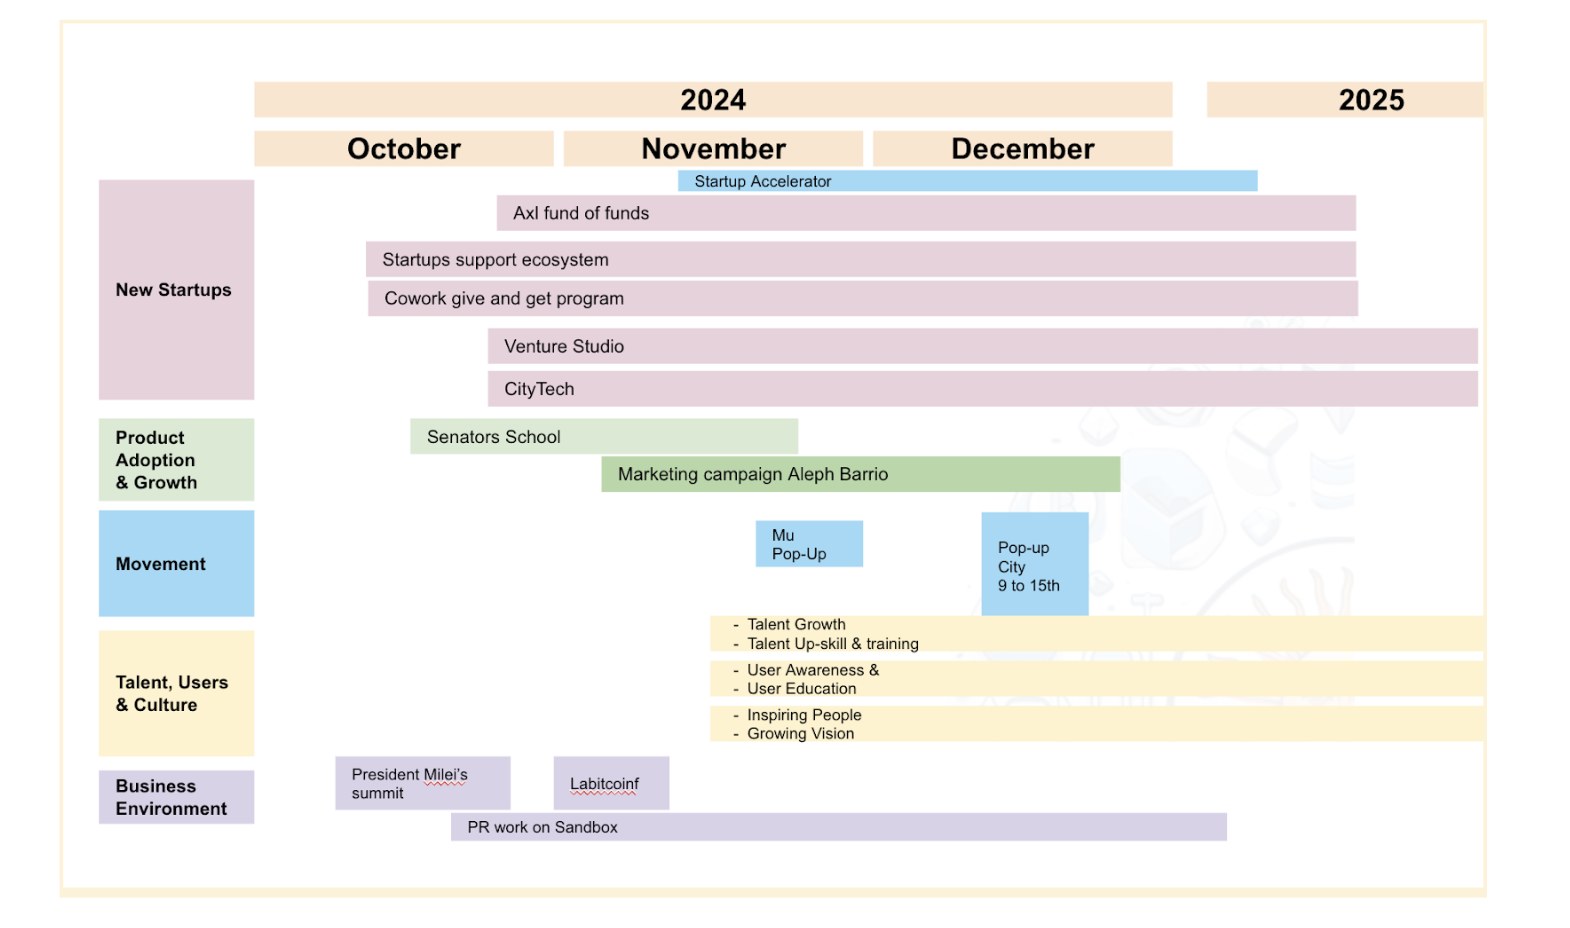 2024
2025
October
November
December
Startup Accelerator
New Startups
Axl fund of funds
Startups support ecosystem
Cowork give and get program
Venture Studio
CityTech
Product
Adoption
& Growth
Senators School
Marketing campaign Aleph Barrio
Movement
Mu
Pop-Up
Pop-up
City
9 to 15th
Talent, Users
& Culture
- Talent Growth
- Talent Up-skill & training
- User Awareness &
- User Education
- Inspiring People
- Growing Vision
Business
Environment
President Milei's
summit
Labitcoinf
PR work on Sandbox